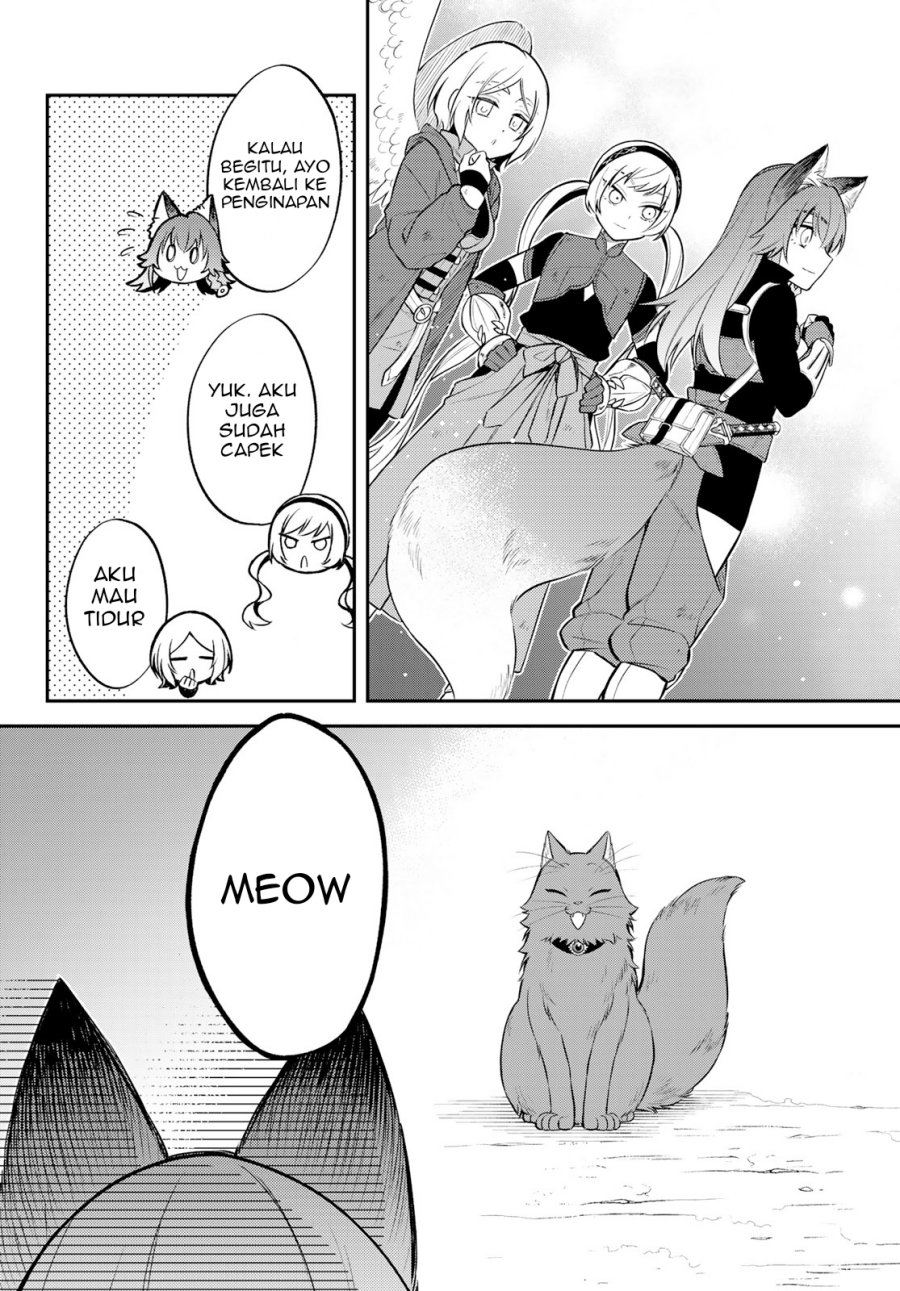 KALAU
BEGITU, AYO
KEMBALI KE
PENGINAPAN
YUK. AKU
JUGA
SUDAH
CAPEK
AKU
MAU
TIDUR
MEOW